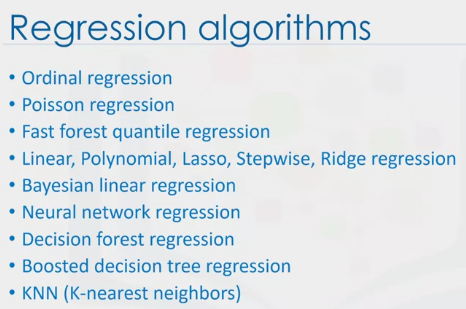 Regression algorithms
• Ordinal regression
• Poisson regression
• Fast forest quantile regression
• Linear, Polynomial, Lasso, Stepwise, Ridge regression
• Bayesian linear regression
• Neural network regression
• Decision forest regression
• Boosted decision tree regression
• KNN (K-nearest neighbors)